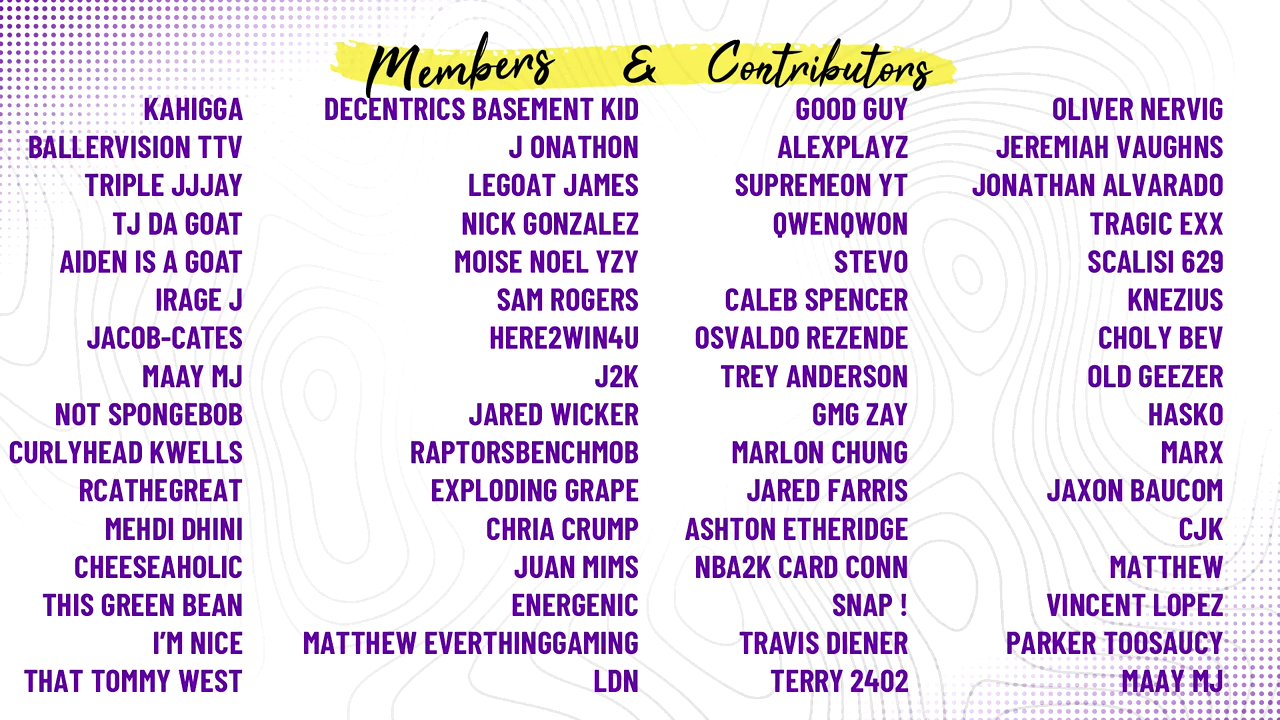 Members & Contributors
KAHIGGA
BALLERVISION TTV
TRIPLE JJJAY
TJ DA GOAT
AIDEN IS A GOAT
IRAGE J
JACOB-CATES
MAAY MJ
NOT SPONGEBOB
CURLYHEAD KWELLS
RCATHEGREAT
MEHDI DHINI
CHEESEAHOLIC
THIS GREEN BEAN
I'M NICE
THAT TOMMY WEST
DECENTRICS BASEMENT KID
J ONATHON
LEGOAT JAMES
NICK GONZALEZ
MOISE NOEL YZY
SAM ROGERS
HERE2WIN4U
J2K
JARED WICKER
RAPTORSBENCHMOB
EXPLODING GRAPE
CHRIA CRUMP
JUAN MIMS
ENERGENIC
MATTHEW EVERTHINGGAMING
LDN
GOOD GUY
ALEXPLAYZ
SUPREMEON YT
QWENQWON
STEVO
CALEB SPENCER
OSVALDO REZENDE
TREY ANDERSON
GMG ZAY
MARLON CHUNG
JARED FARRIS
ASHTON ETHERIDGE
NBA2K CARD CONN
SNAP !
TRAVIS DIENER
TERRY 2402
OLIVER NERVIG
JEREMIAH VAUGHNS
JONATHAN ALVARADO
TRAGIC EXX
SCALISI 629
KNEZIUS
CHOLY BEV
OLD GEEZER
HASKO
MARX
JAXON BAUCOM
CJK
MATTHEW
VINCENT LOPEZ
PARKER TOOSAUCY
MAAY MJ